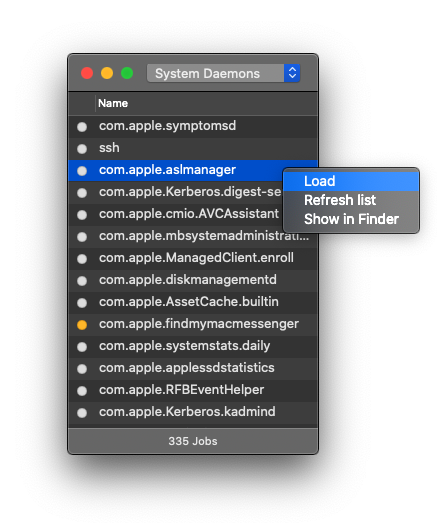 System Daemons
Name
com.apple.symptomsd
ssh
com.apple.aslmanager
Load
com.apple.Kerberos.digest-se
Refresh list
com.apple.cmio.AVCAssistant
Show in Finder
com.apple.mbsystemadministrati...
com.apple.ManagedClient.enroll
com.apple.diskmanagementd
com.apple.AssetCache.builtin
com.apple.findmymacmessenger
com.apple.systemstats.daily
com.apple.applessdstatistics
com.apple.RFBEventHelper
com.apple.Kerberos.kadmind
335 Jobs